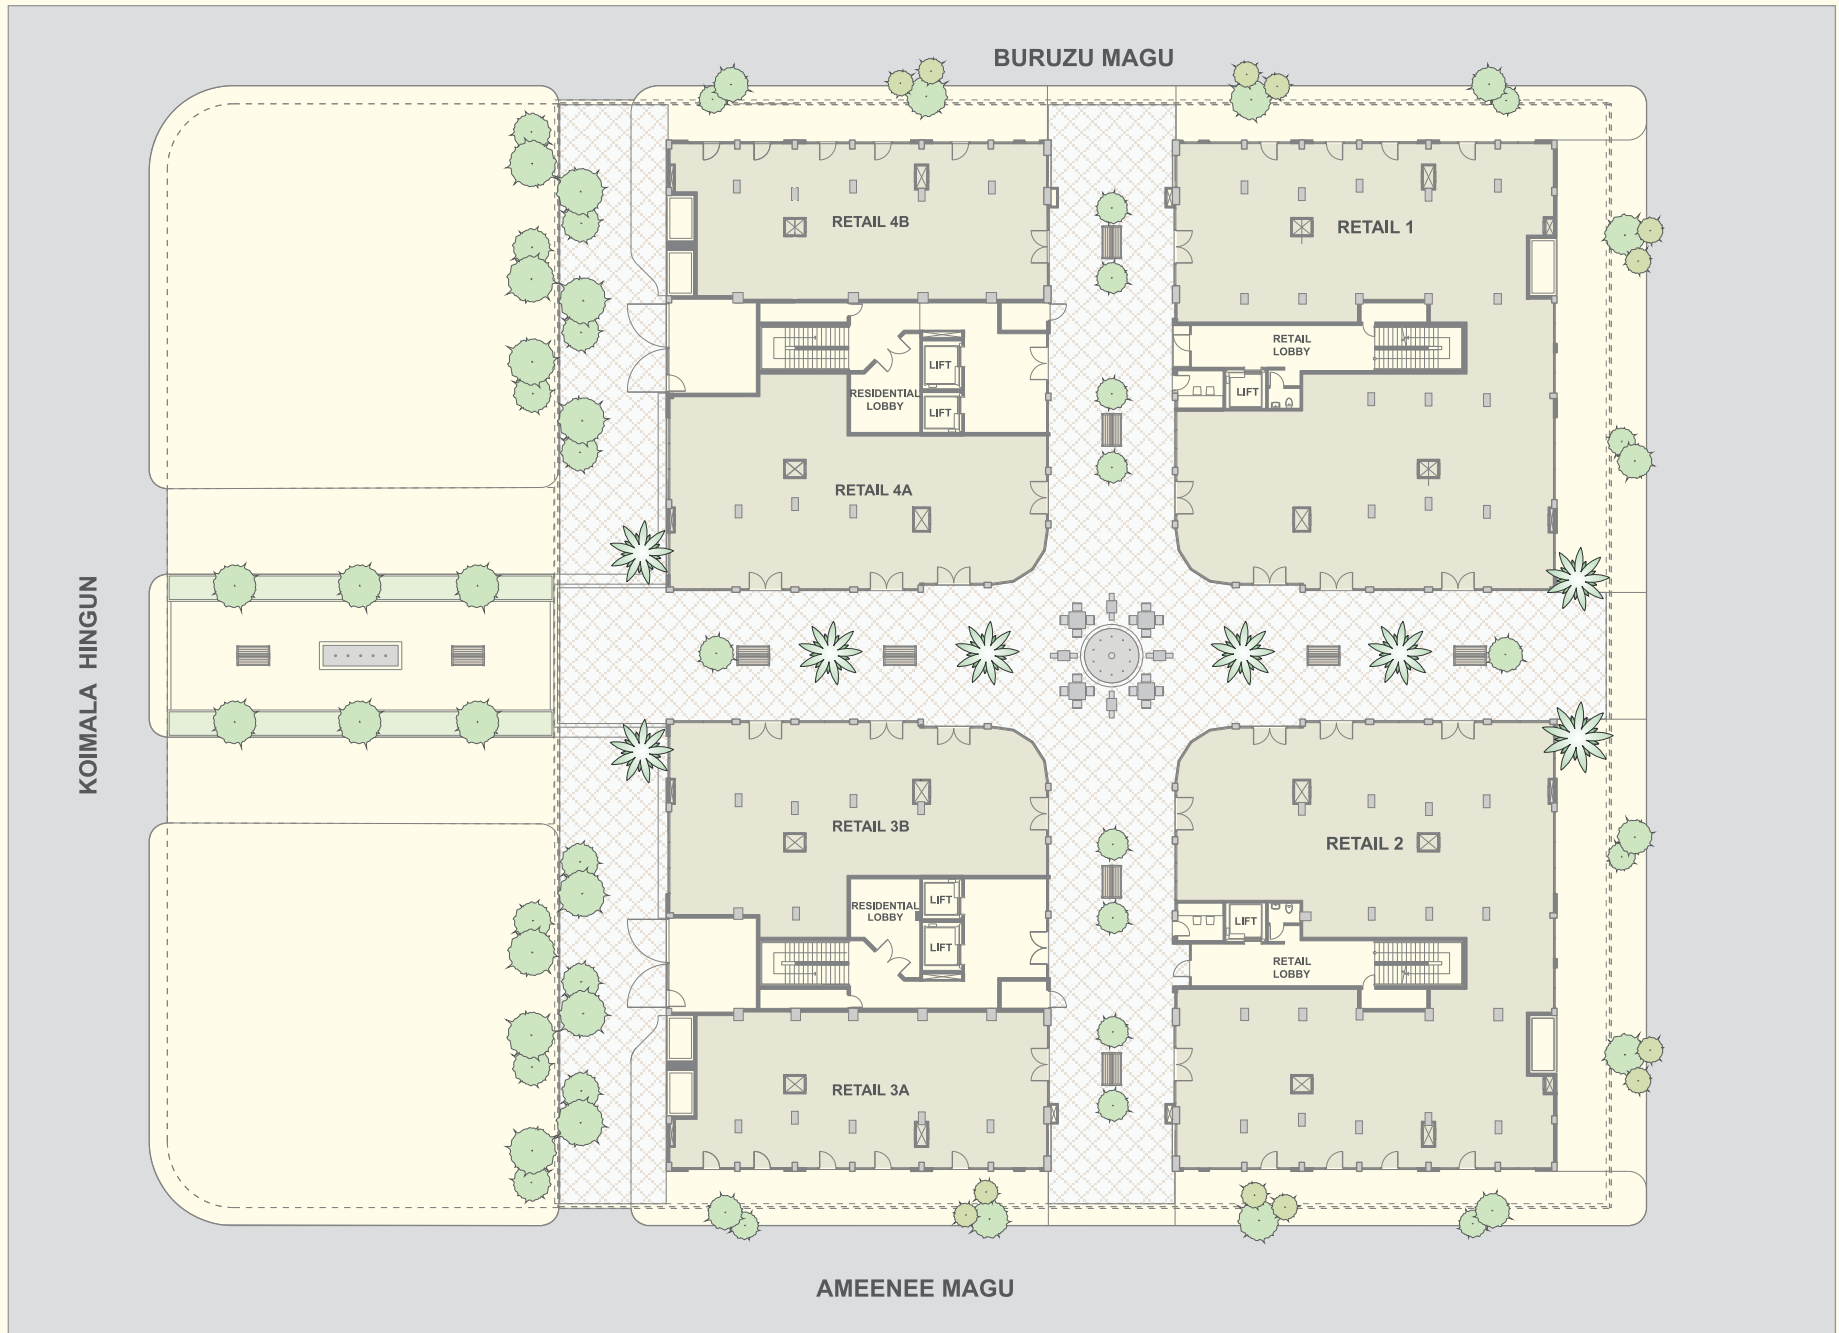 BURUZU MAGU
RETAIL 4B
RETAIL 1
RETAIL
LOBBY
LIFT
RESIDENTIAL
LOBBY
LIFT
LIFT
RETAIL 4A
KOIMALA HINGUN
RETAIL 3B
RETAIL 2
LIFT
RESIDENTIAL
LOBBY
LIFT
LIFT
RETAIL
LOBBY
RETAIL 3A
AMEENEE MAGU